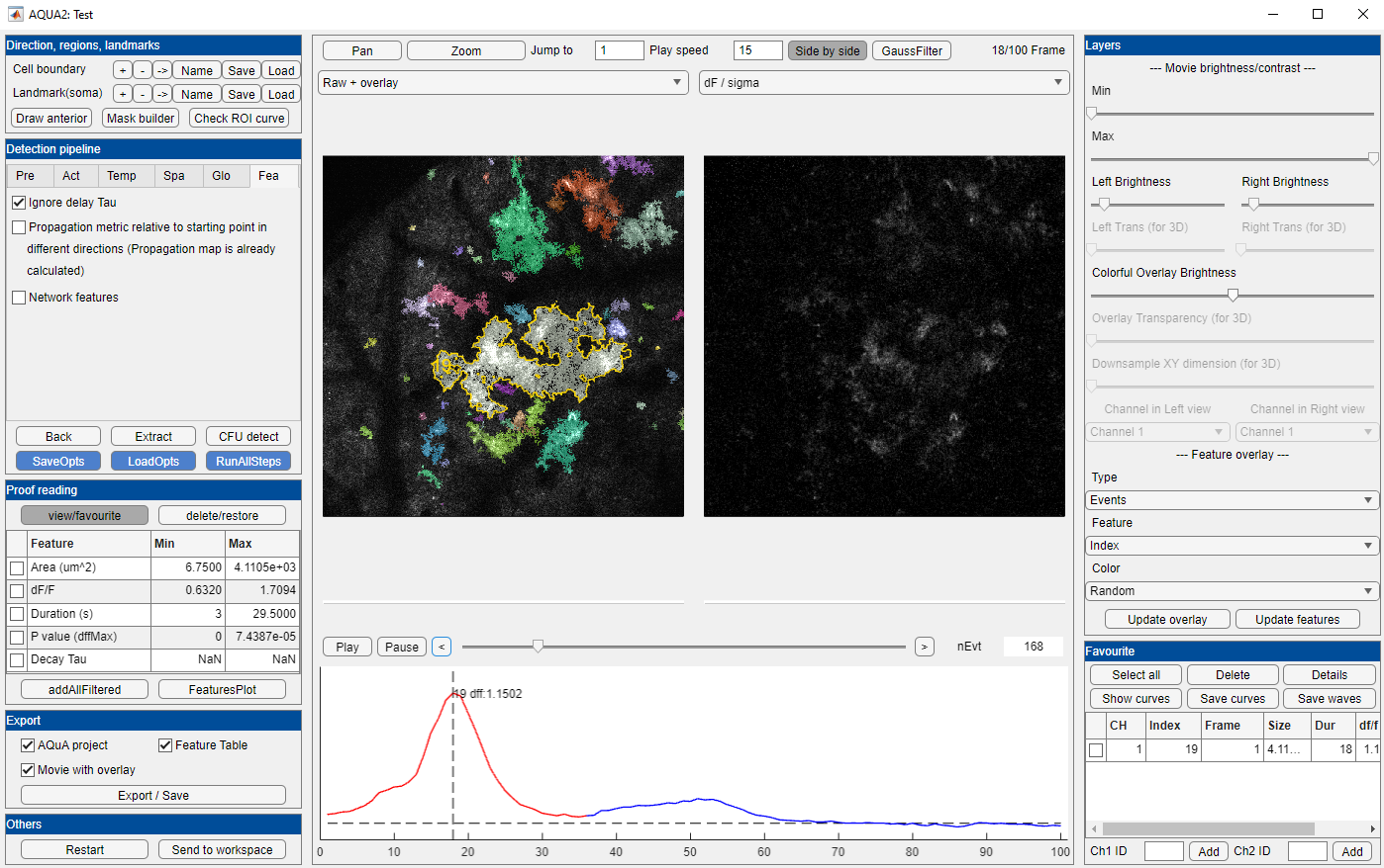 AQUA2: Test
Direction, regions, landmarks
Cell boundary + - -> Name Save Load
Landmark(soma) + - -> Name Save Load
Draw anterior Mask builder Check ROI curve
Detection pipeline
Pre Act Temp Spa Glo Fea
Ignore delay Tau
Propagation metric relative to starting point in
different directions (Propagation map is already
calculated)
Network features
Back Extract CFU detect
SaveOpts LoadOpts RunAllSteps
Proof reading
view/favourite delete/restore
Feature Min Max
Area (um^2) 6.7500 4.1105e+03
dF/F 0.6320 1.7094
Duration (s) 3 29.5000
P value (dffMax) 0 7.4387e-05
Decay Tau NaN NaN
addAllFiltered FeaturesPlot
Export
AQuA project Feature Table
Movie with overlay
Export / Save
Others
Restart Send to workspace
Pan Zoom Jump to 1 Play speed 15 Side by side GaussFilter 18/100 Frame
Raw + overlay dF / sigma
19
Play Pause < > nEvt 168
19 dff:1.1502
0 10 20 30 40 50 60 70 80 90 100
Layers
--- Movie brightness/contrast ---
Min
Max
Left Brightness Right Brightness
Left Trans (for 3D) Right Trans (for 3D)
Colorful Overlay Brightness
Overlay Transparency (for 3D)
Downsample XY dimension (for 3D)
Channel in Left view Channel in Right view
Channel 1 Channel 1
--- Feature overlay ---
Type
Events
Feature
Index
Color
Random
Update overlay Update features
Favourite
Select all Delete Details
Show curves Save curves Save waves
CH Index Frame Size Dur df/f
1 19 1 4.11... 18 1.1
Ch1 ID Add Ch2 ID Add